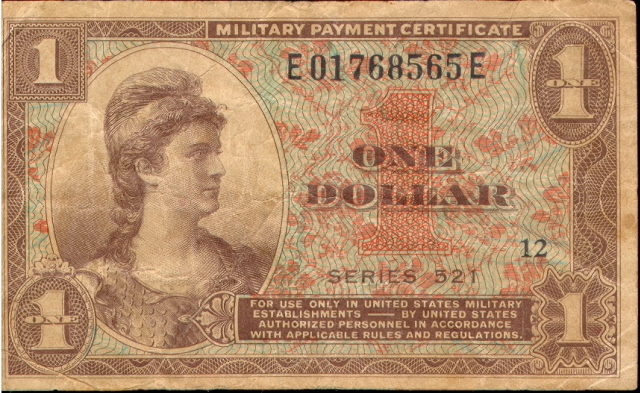 MILITARY PAYMENT CERTIFICATE
1
E01768565E
1
ONE
1
ONE
DOLLAR
12
SERIES 521
1
ONE
FOR USE ONLY IN UNITED STATES MILITARY
ESTABLISHMENTS — BY UNITED STATES
AUTHORIZED PERSONNEL IN ACCORDANCE
WITH APPLICABLE RULES AND REGULATIONS.
1